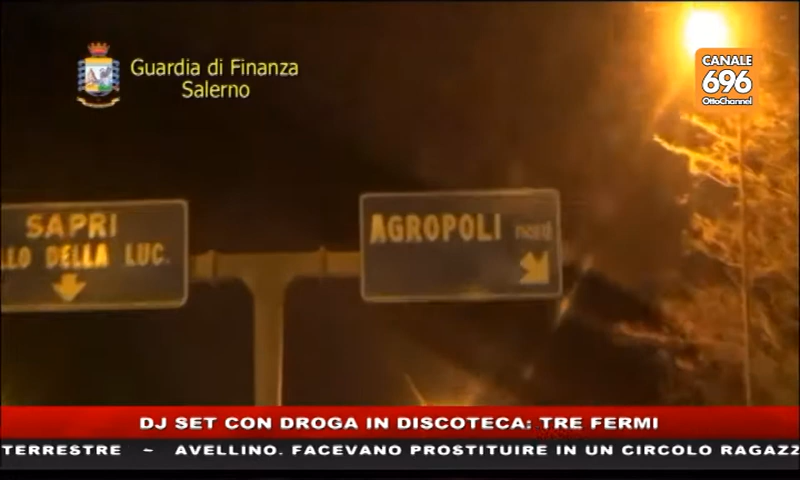 Guardia di Finanza
Salerno
CANALE
696
OttoChannel
SAPRI
LLO DELLA LUC.
AGROPOLI nord
DJ SET CON DROGA IN DISCOTECA: TRE FERMI
TERRESTRE ~ AVELLINO. FACEVANO PROSTITUIRE IN UN CIRCOLO RAGAZZ